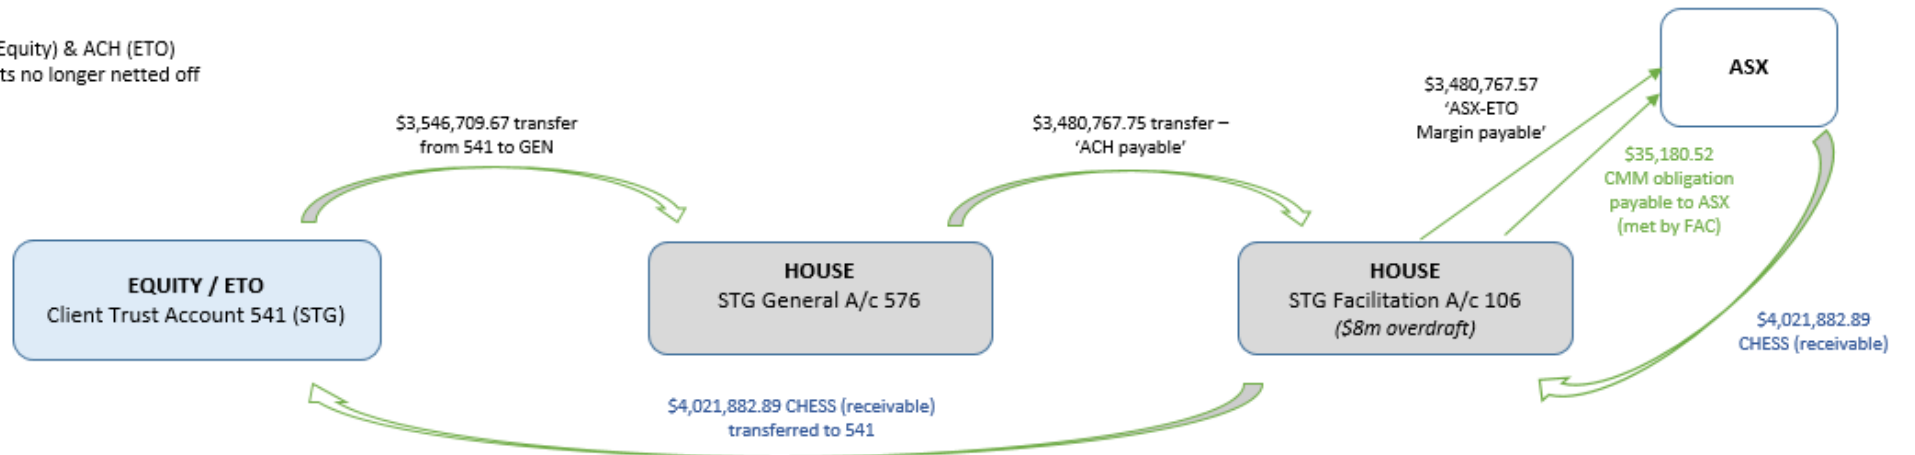 Equity) & ACH (ETO)
ts no longer netted off
$3,546,709.67 transfer
from 541 to GEN
$3,480,767.75 transfer –
‘ACH payable’
$3,480,767.57
‘ASX-ETO
Margin payable’
ASX
$35,180.52
CMM obligation
payable to ASX
(met by FAC)
EQUITY / ETO
Client Trust Account 541 (STG)
HOUSE
STG General A/c 576
HOUSE
STG Facilitation A/c 106
($8m overdraft)
$4,021,882.89
CHESS (receivable)
$4,021,882.89 CHESS (receivable)
transferred to 541